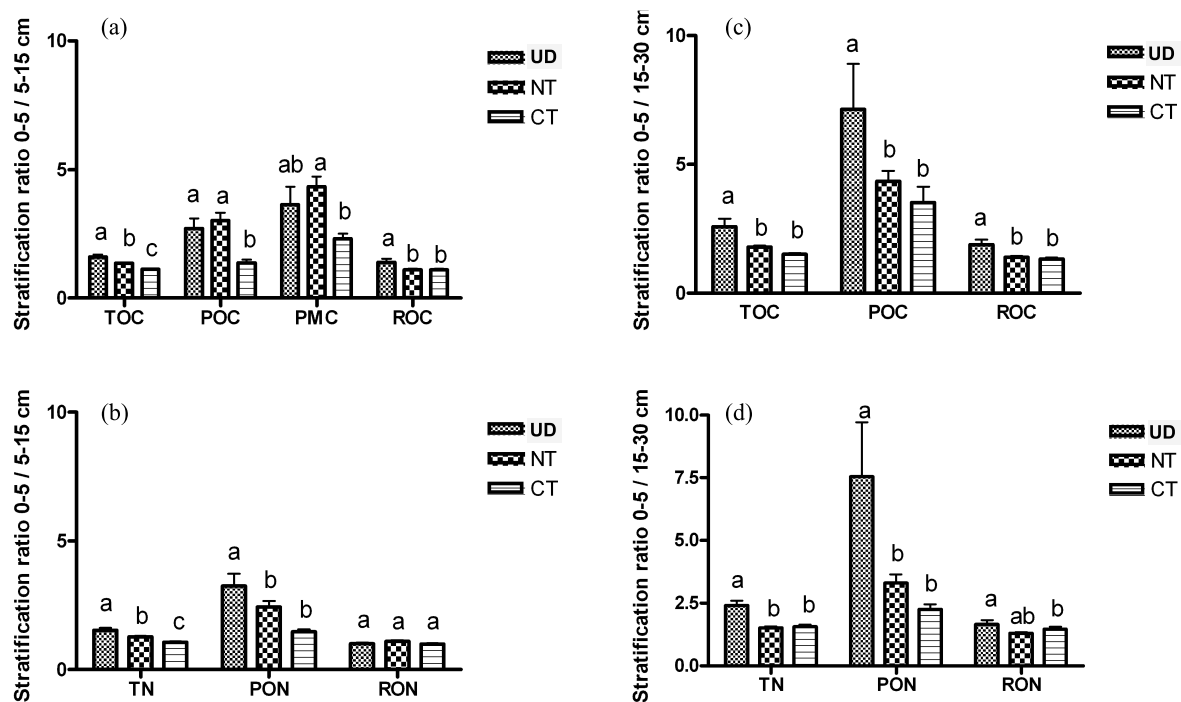 (a)
Stratification ratio 0-5 / 5-15 cm
10
5
0
UD
NT
CT
a b c
a a b
ab a b
a b b
TOC POC PMC ROC
(c)
Stratification ratio 0-5 / 15-30 cm
10
5
0
UD
NT
CT
a b b
a b b
a b b
TOC POC ROC
(b)
Stratification ratio 0-5 / 5-15 cm
10
5
0
UD
NT
CT
a b c
a b b
a a a
TN PON RON
(d)
Stratification ratio 0-5 / 15-30 cm
10.0
7.5
5.0
2.5
0.0
UD
NT
CT
a b b
a b b
a ab b
TN PON RON